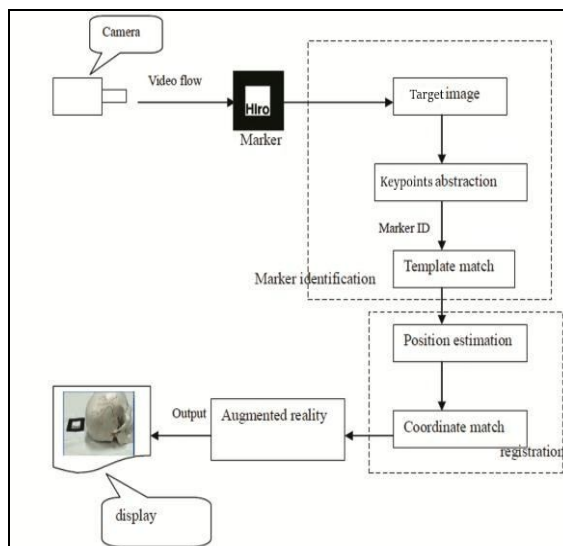 Camera
Video flow
Hiro
Marker
Target image
Keypoints abstraction
Marker ID
Template match
Marker identification
Position estimation
Coordinate match
registration
Augmented reality
Output
display